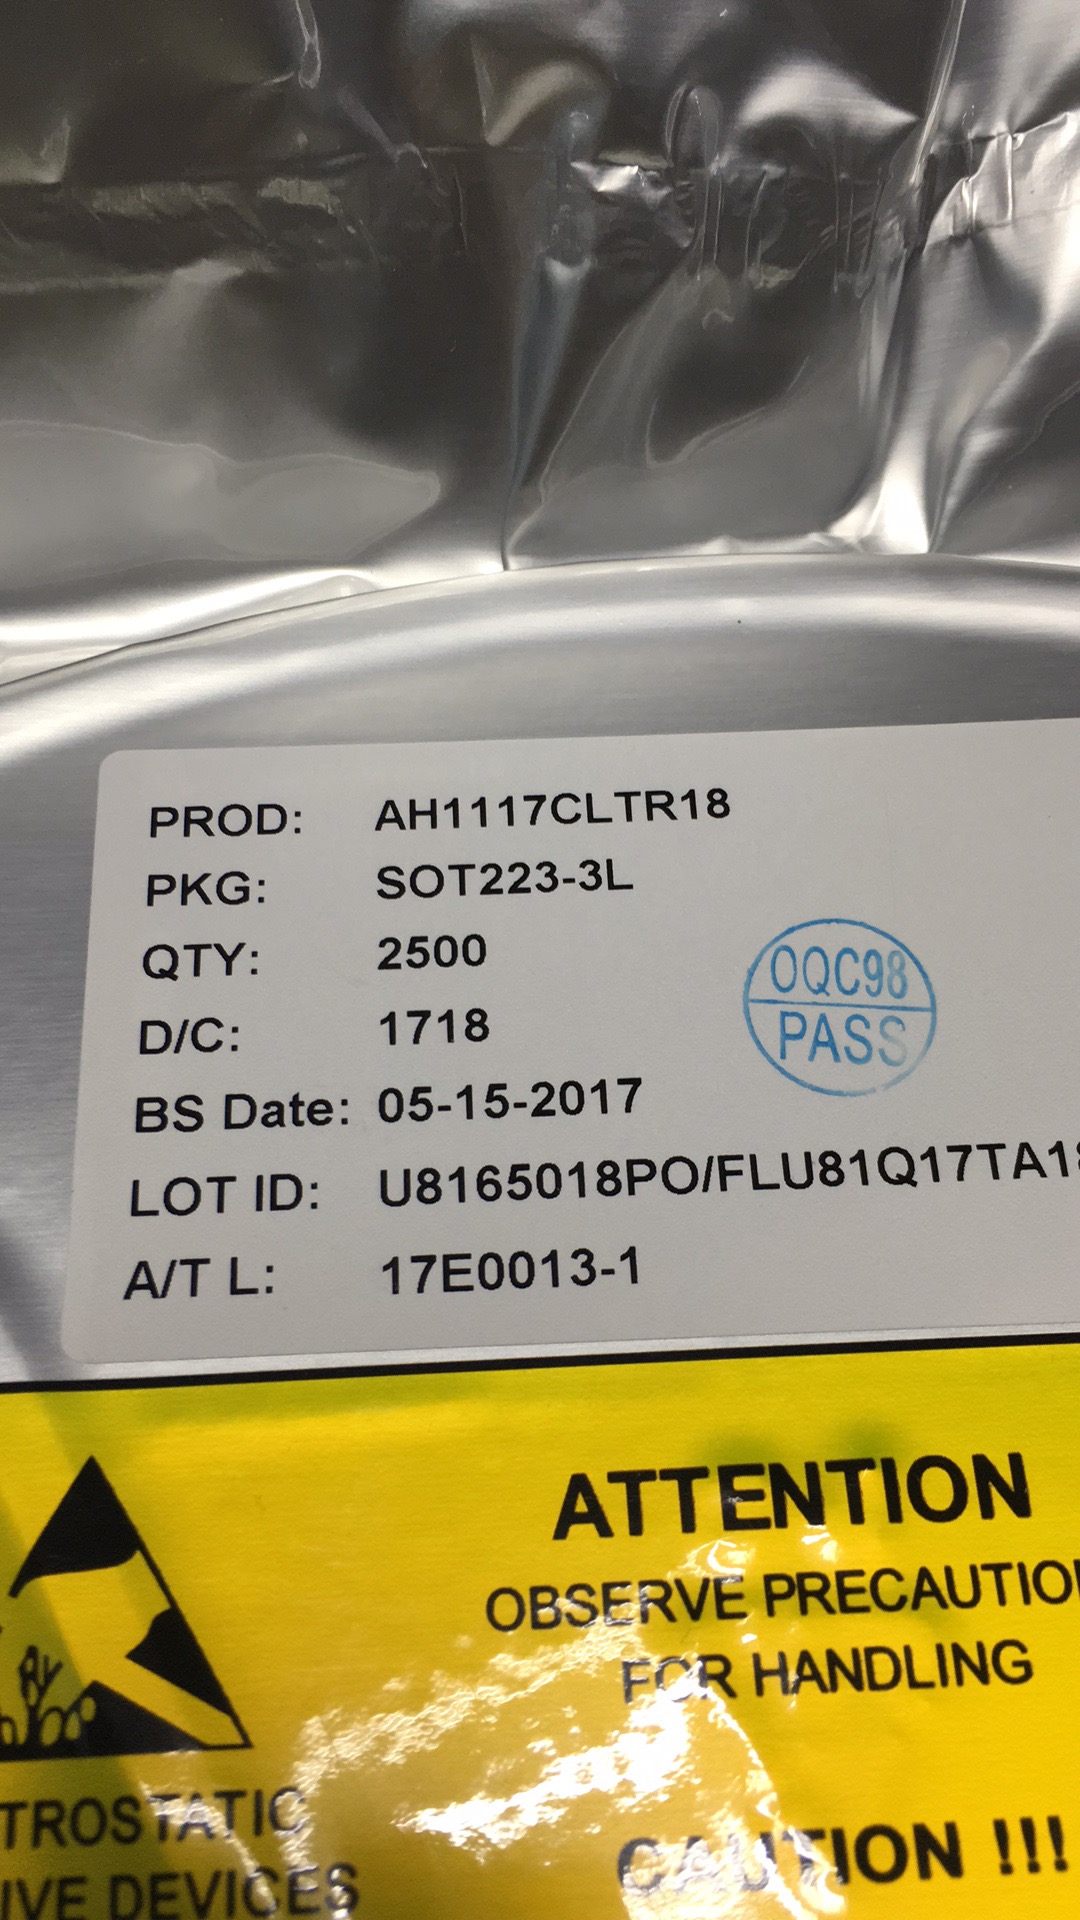 PROD: AH1117CLTR18
PKG: SOT223-3L
QTY: 2500
D/C: 1718
BS Date: 05-15-2017
LOT ID: U8165018PO/FLU81Q17TA18
A/T L: 17E0013-1
OQC98
PASS
ATTENTION
OBSERVE PRECAUTIO
FOR HANDLING
TROSTATIC
IVE DEVICES
CAUTION !!!